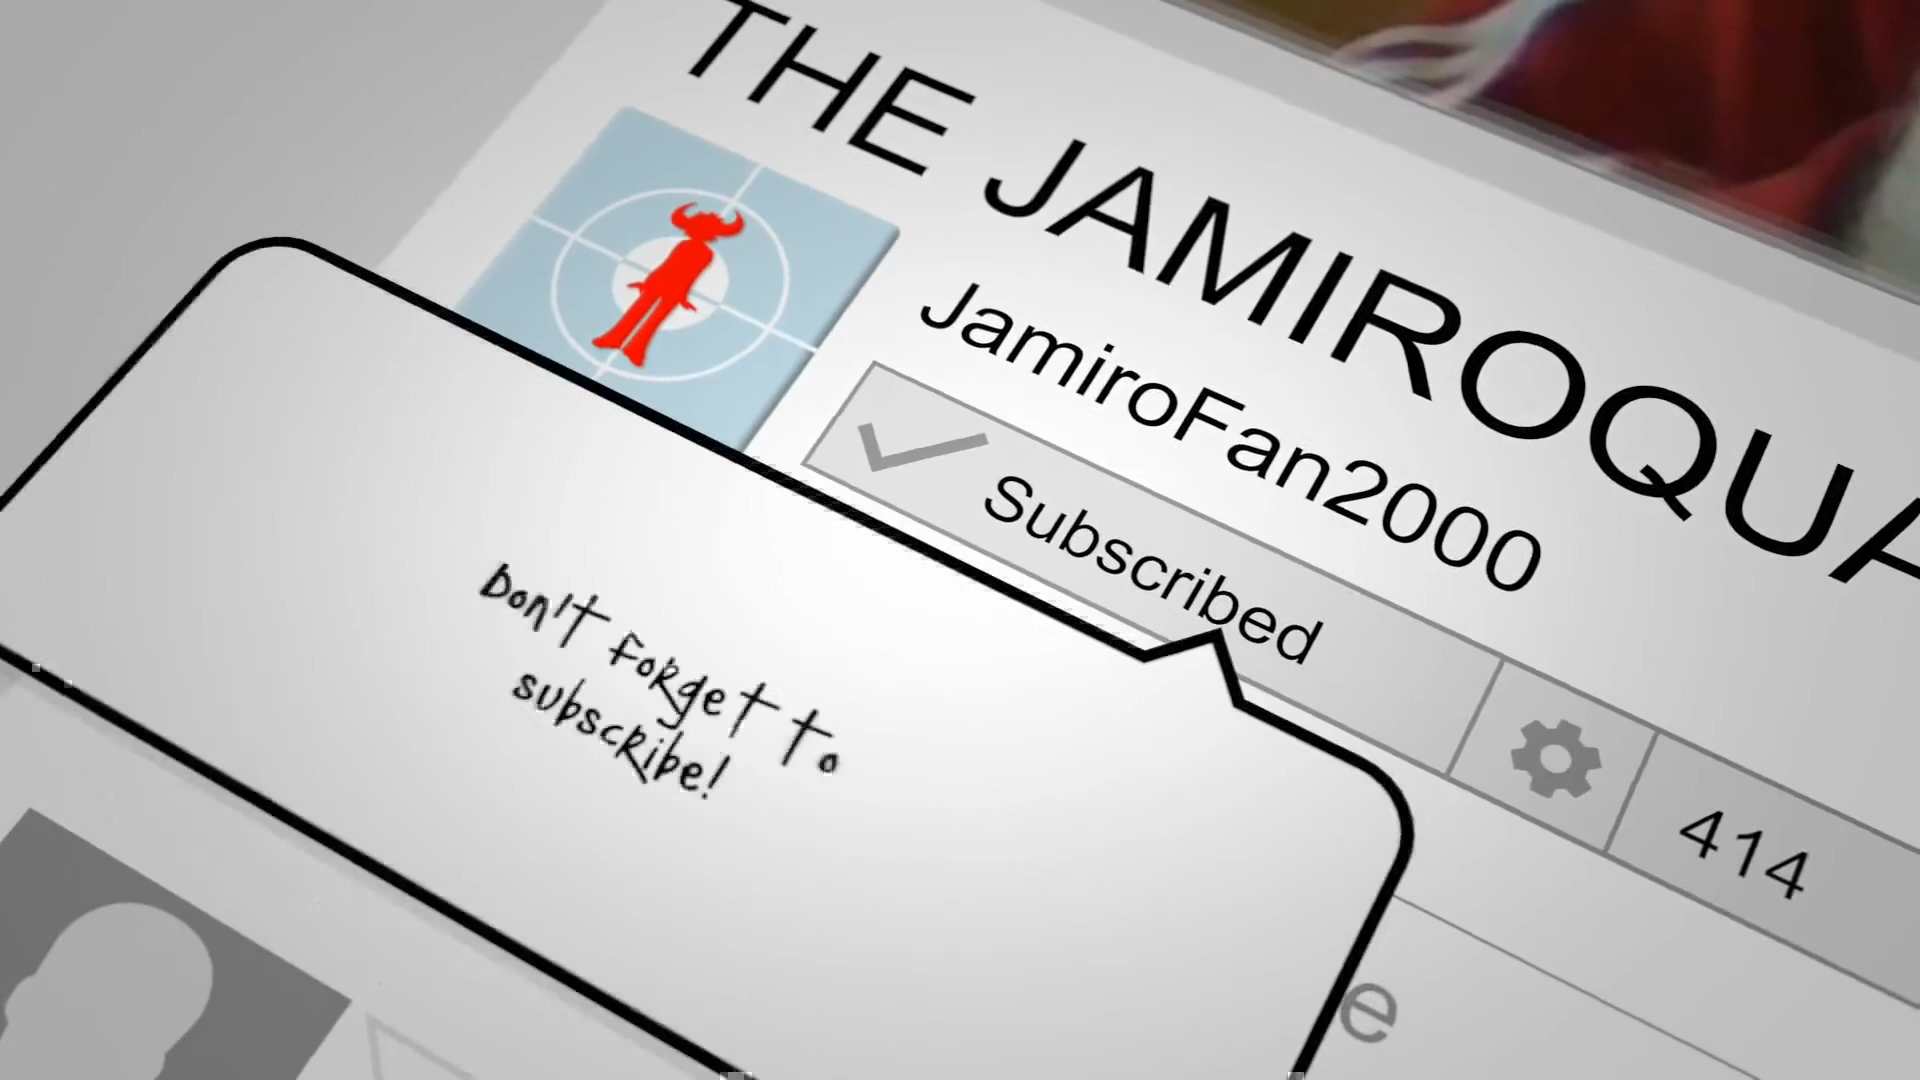 THE JAMIROQUA
JamiroFan2000
Subscribed
414
Don't forget to
subscribe!
e